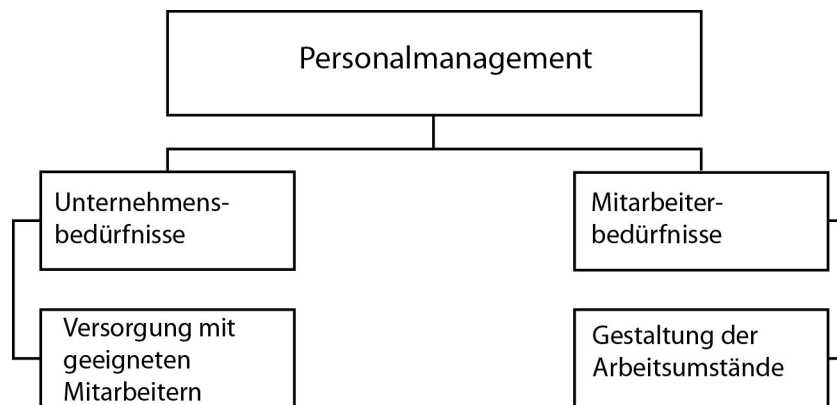 Personalmanagement
Unternehmens-
bedürfnisse
Mitarbeiter-
bedürfnisse
Versorgung mit
geeigneten
Mitarbeitern
Gestaltung der
Arbeitsumstände